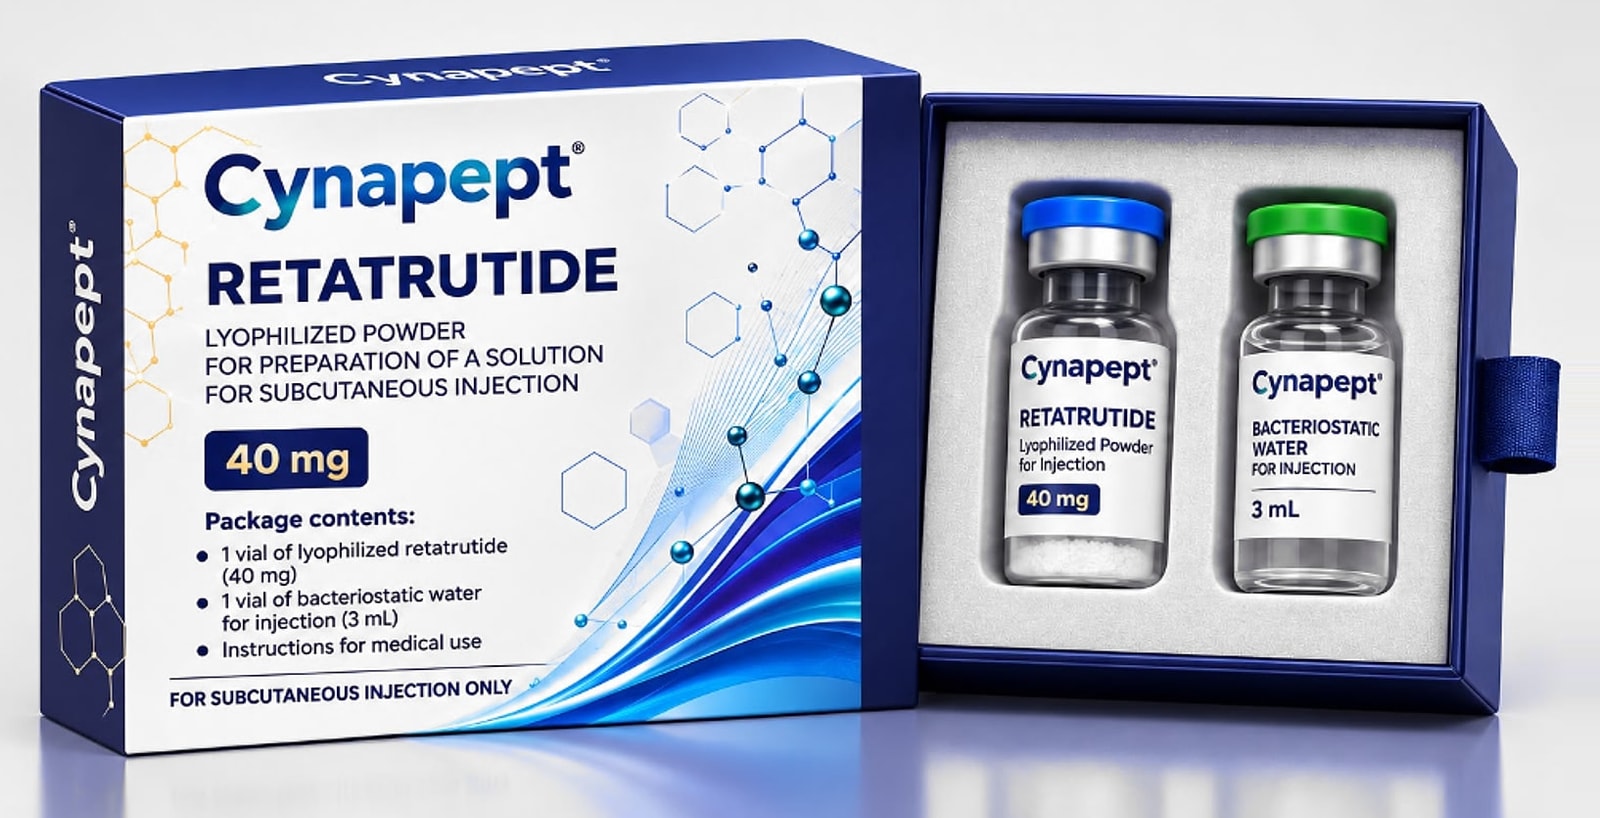 Cynapept®
Cynapept®
Cynapept®
RETATRUTIDE
LYOPHILIZED POWDER
FOR PREPARATION OF A SOLUTION
FOR SUBCUTANEOUS INJECTION
40 mg
Package contents:
• 1 vial of lyophilized retatrutide
(40 mg)
• 1 vial of bacteriostatic water
for injection (3 mL)
• Instructions for medical use
FOR SUBCUTANEOUS INJECTION ONLY
Cynapept®
RETATRUTIDE
Lyophilized Powder
for Injection
40 mg
Cynapept®
BACTERIOSTATIC
WATER
FOR INJECTION
3 mL